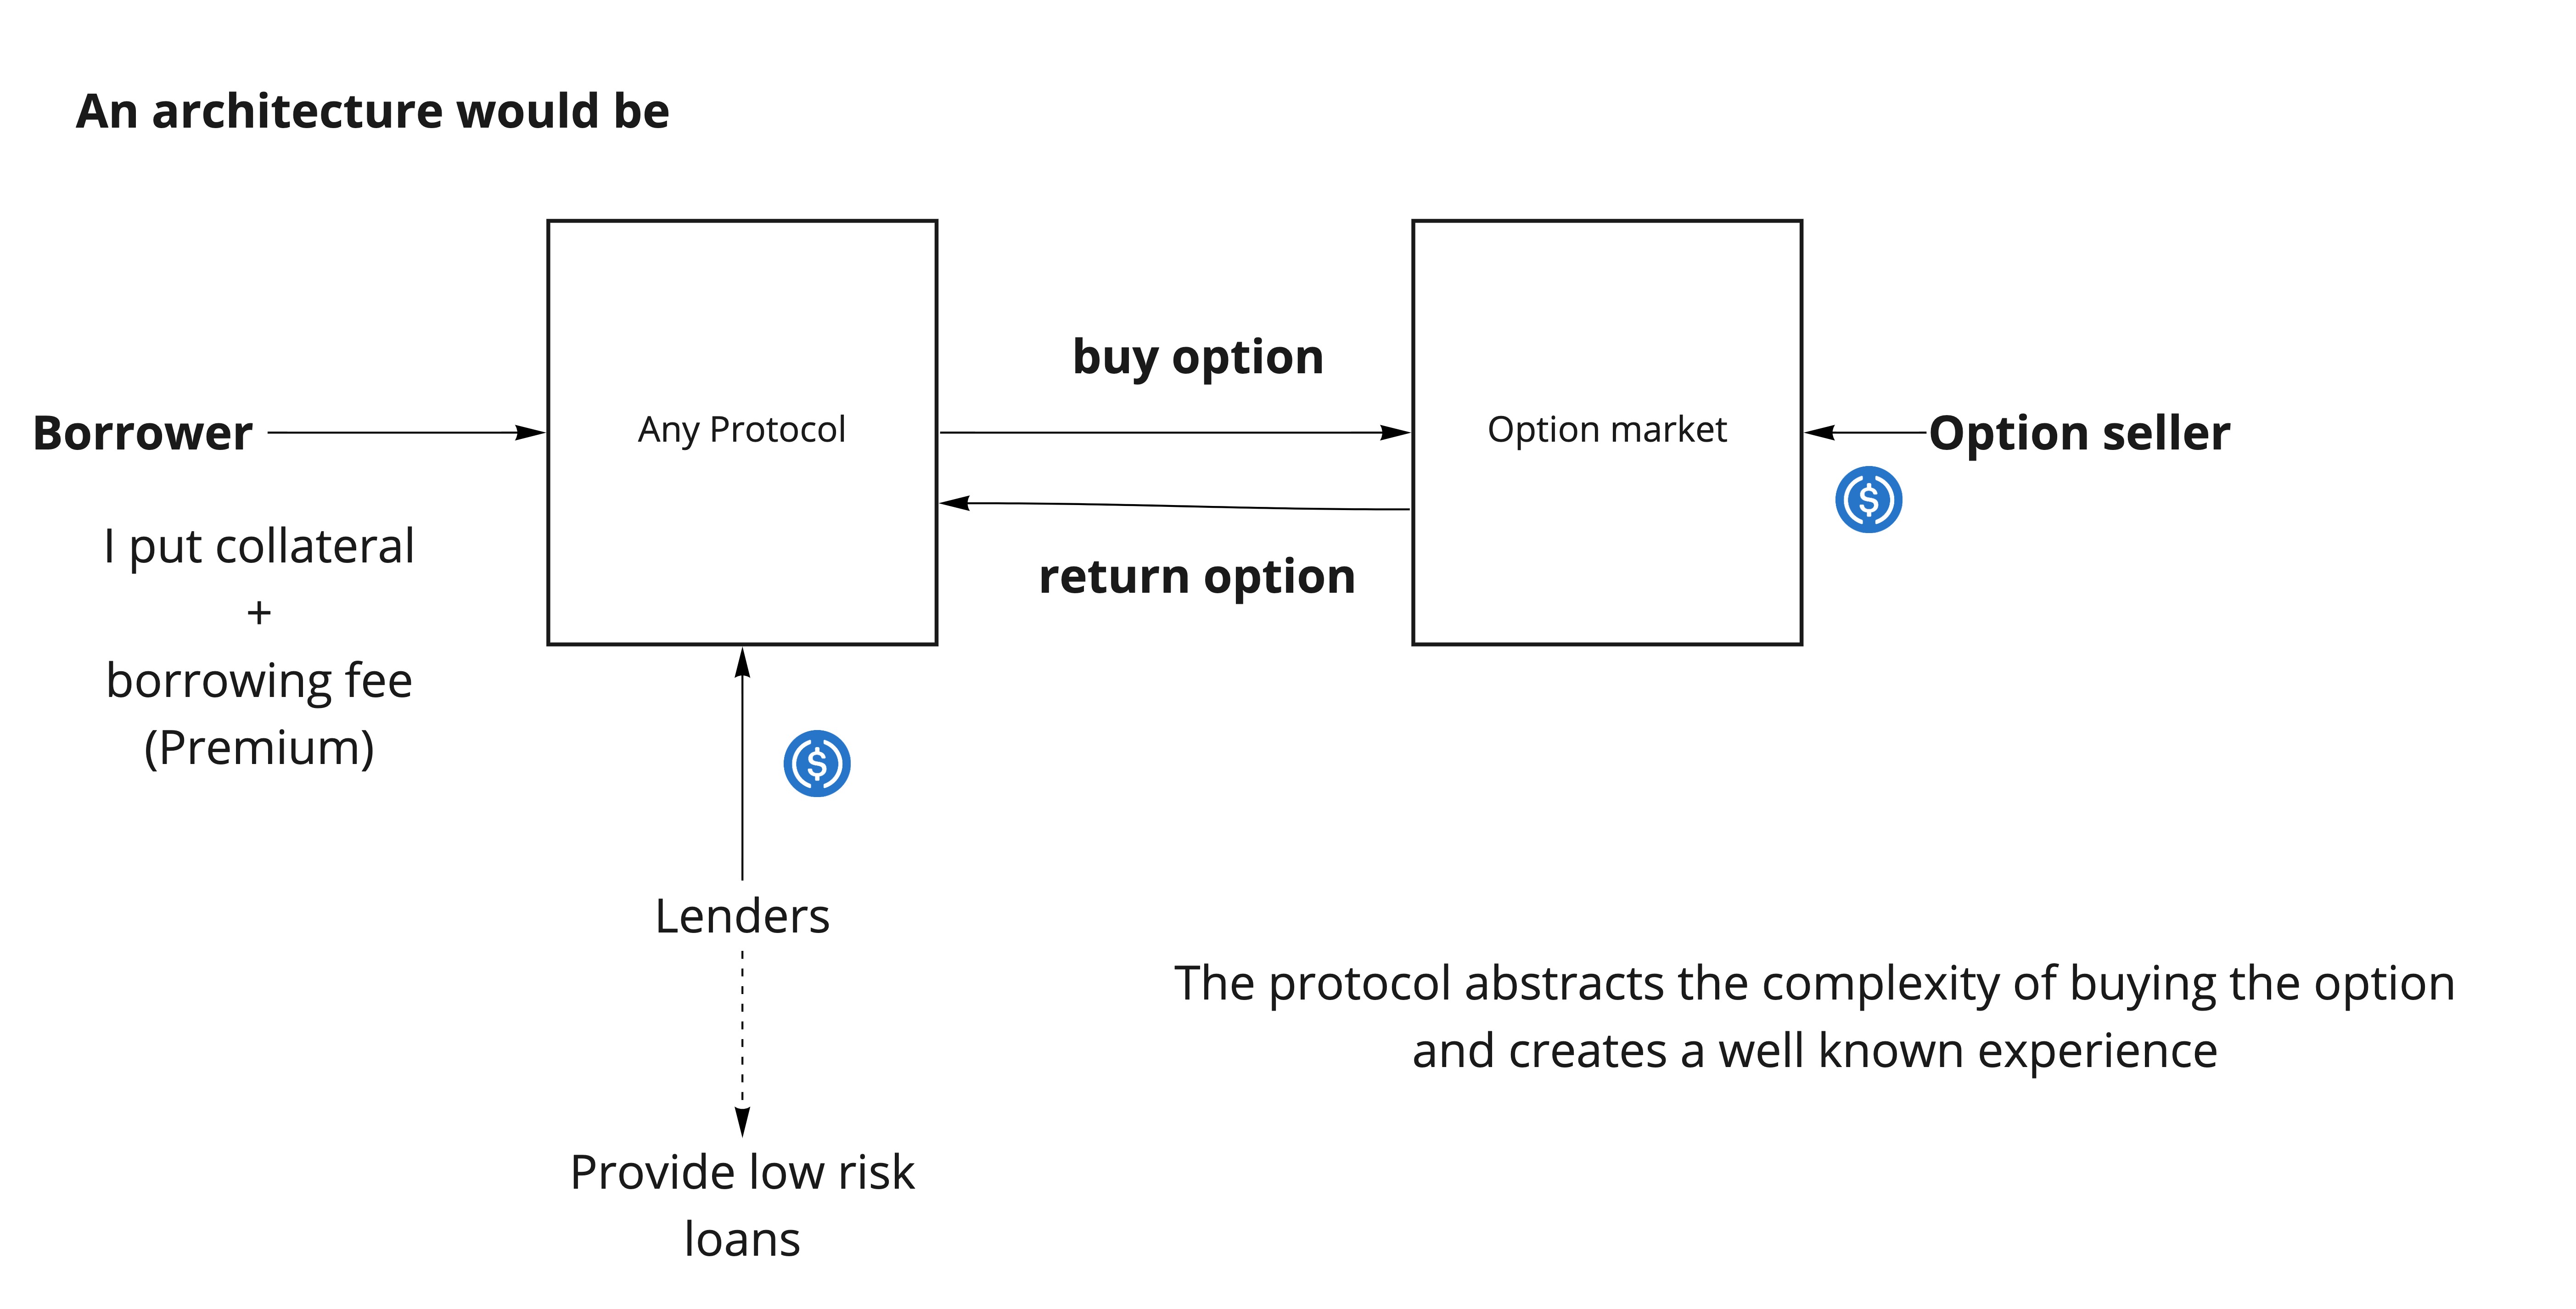 An architecture would be
Borrower
I put collateral
+
borrowing fee
(Premium)
Any Protocol
buy option
return option
Option market
Option seller
$
$
Lenders
Provide low risk
loans
The protocol abstracts the complexity of buying the option
and creates a well known experience